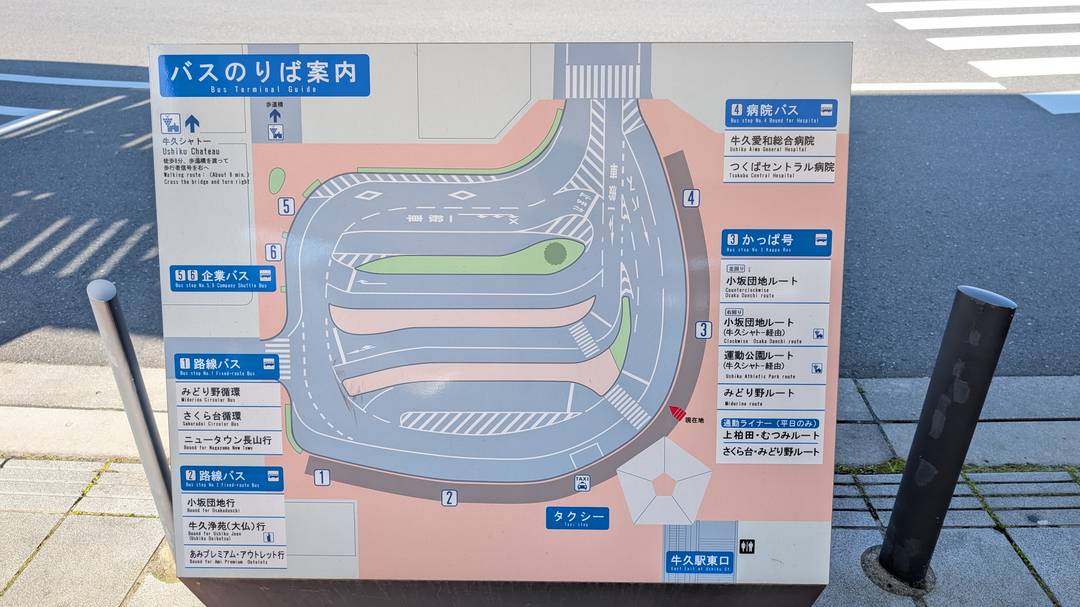 バスのりば案内
Bus Terminal Guide
歩道橋
牛久シャトー
Ushiku Chateau
徒歩8分、歩道橋を渡って
歩行者信号を右へ
Walking route: (About 8 min.)
Cross the bridge and turn right
5 6 企業バス
Bus stop No.5,6 Company Shuttle Bus
1 路線バス
Bus stop No.1 Fixed-route Bus
みどり野循環
Midorino Circular Bus
さくら台循環
Sakuradai Circular Bus
ニュータウン長山行
Bound for Nagayama New Town
2 路線バス
Bus stop No.2 Fixed-route Bus
小坂団地行
Bound for Osakadanchi
牛久浄苑(大仏)行
Bound for Ushiku Joen
(Ushiku Daibutsu)
あみプレミアム・アウトレット行
Bound for Ami Premium Outlets
4 病院バス
Bus stop No.4 Bound for Hospital
牛久愛和総合病院
Ushiku Aiwa General Hospital
つくばセントラル病院
Tsukuba Central Hospital
3 かっぱ号
Bus stop No.3 Kappa Bus
左回り
小坂団地ルート
Counterclockwise
Osaka Danchi route
右回り
小坂団地ルート
(牛久シャトー経由)
Clockwise Osaka Danchi route
運動公園ルート
(牛久シャトー経由)
Ushiku Athletic Park route
みどり野ルート
Midorino route
通勤ライナー(平日のみ)
上柏田・むつみルート
さくら台・みどり野ルート
5
6
4
3
1
2
二輪車
現在地
TAXI
タクシー
Taxi stop
牛久駅東口
East Exit of Ushiku St.